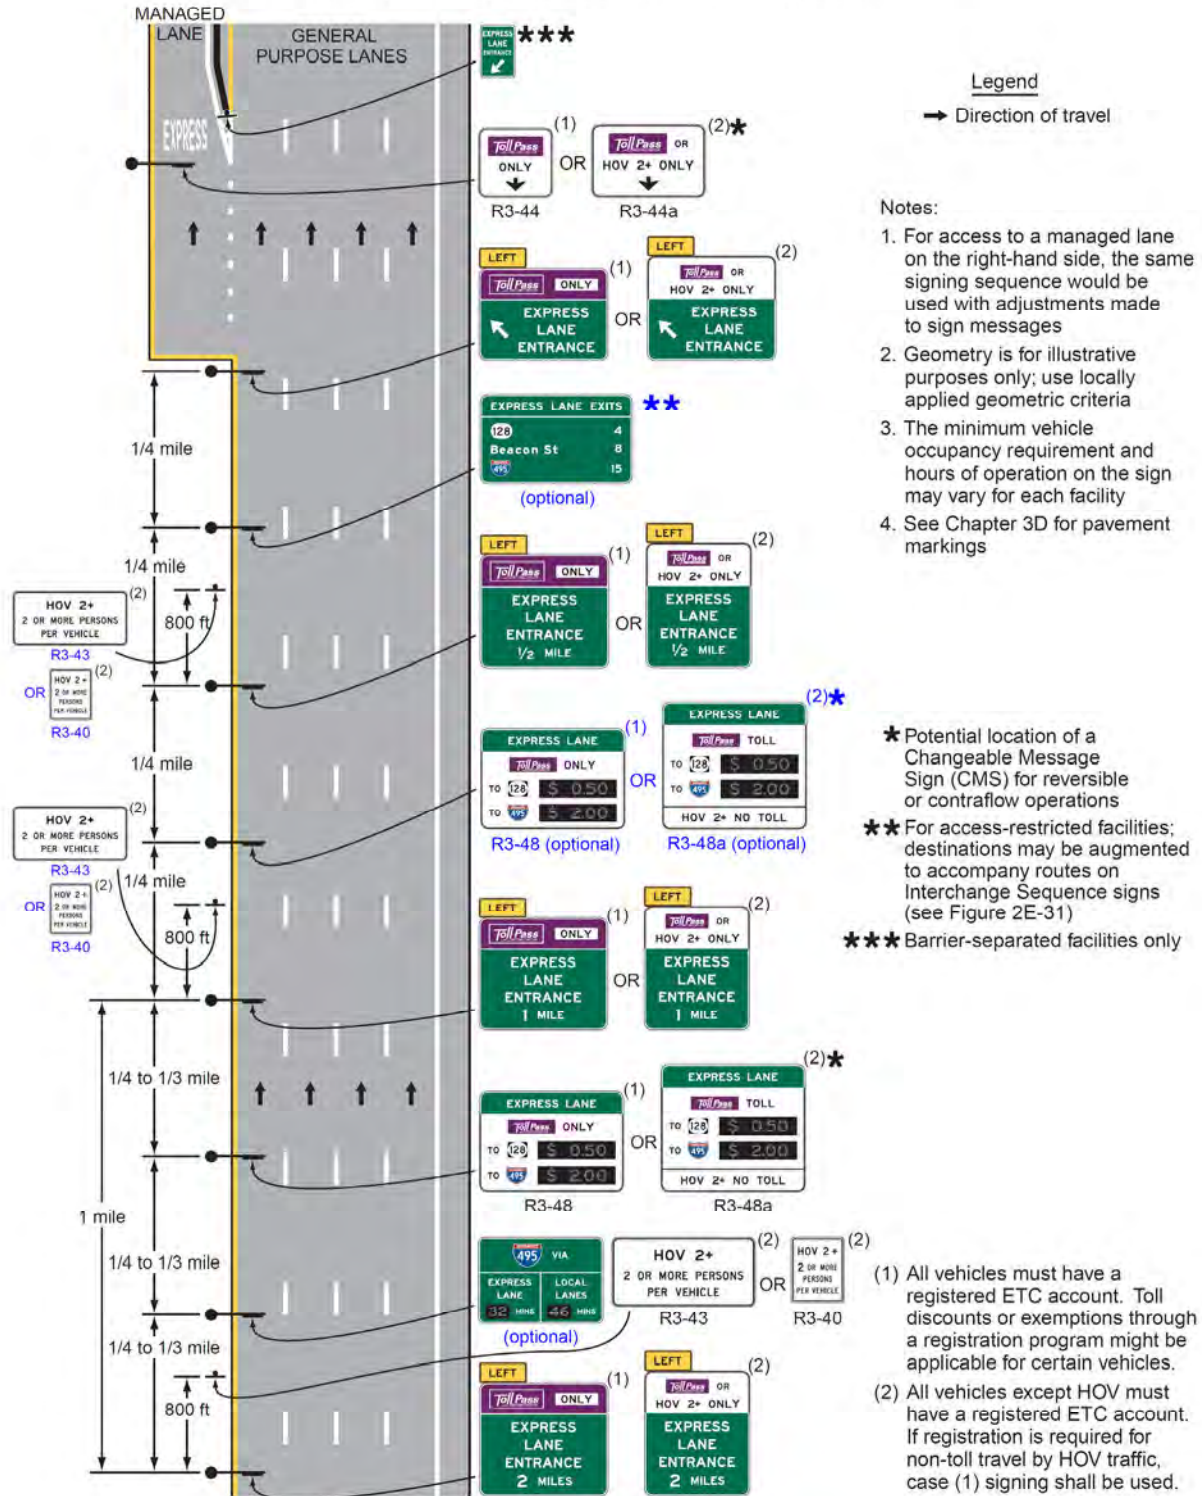 MANAGED
LANE
GENERAL
PURPOSE LANES
EXPRESS
LANE
ENTRANCE
★★★
Legend
Direction of travel
EXPRESS
Toll Pass
ONLY
(1)
OR
Toll Pass OR
HOV 2+ ONLY
(2)★
R3-44
R3-44a
Notes:
1. For access to a managed lane
on the right-hand side, the same
signing sequence would be
used with adjustments made
to sign messages
2. Geometry is for illustrative
purposes only; use locally
applied geometric criteria
3. The minimum vehicle
occupancy requirement and
hours of operation on the sign
may vary for each facility
4. See Chapter 3D for pavement
markings
LEFT
Toll Pass ONLY
EXPRESS
LANE
ENTRANCE
(1)
OR
LEFT
Toll Pass OR
HOV 2+ ONLY
EXPRESS
LANE
ENTRANCE
(2)
1/4 mile
EXPRESS LANE EXITS
128 4
Beacon St 8
495 15
★★
(optional)
1/4 mile
800 ft
HOV 2+
2 OR MORE PERSONS
PER VEHICLE
(2)
R3-43
OR
HOV 2+
2 OR MORE
PERSONS
PER VEHICLE
(2)
R3-40
LEFT
Toll Pass ONLY
EXPRESS
LANE
ENTRANCE
1/2 MILE
(1)
OR
LEFT
Toll Pass OR
HOV 2+ ONLY
EXPRESS
LANE
ENTRANCE
1/2 MILE
(2)
1/4 mile
EXPRESS LANE
Toll Pass ONLY
TO 128 $ 0.50
TO 495 $ 2.00
(1)
R3-48 (optional)
OR
EXPRESS LANE
Toll Pass TOLL
TO 128 $ 0.50
TO 495 $ 2.00
HOV 2+ NO TOLL
(2)★
R3-48a (optional)
★ Potential location of a
Changeable Message
Sign (CMS) for reversible
or contraflow operations
★★ For access-restricted facilities;
destinations may be augmented
to accompany routes on
Interchange Sequence signs
(see Figure 2E-31)
★★★ Barrier-separated facilities only
HOV 2+
2 OR MORE PERSONS
PER VEHICLE
(2)
R3-43
OR
HOV 2+
2 OR MORE
PERSONS
PER VEHICLE
(2)
R3-40
1/4 mile
800 ft
LEFT
Toll Pass ONLY
EXPRESS
LANE
ENTRANCE
1 MILE
(1)
OR
LEFT
Toll Pass OR
HOV 2+ ONLY
EXPRESS
LANE
ENTRANCE
1 MILE
(2)
1/4 to 1/3 mile
EXPRESS LANE
Toll Pass ONLY
TO 128 $ 0.50
TO 495 $ 2.00
(1)
R3-48
OR
EXPRESS LANE
Toll Pass TOLL
TO 128 $ 0.50
TO 495 $ 2.00
HOV 2+ NO TOLL
(2)★
R3-48a
1 mile
1/4 to 1/3 mile
495 VIA
EXPRESS
LANE
32 MINS
LOCAL
LANES
46 MINS
(optional)
HOV 2+
2 OR MORE PERSONS
PER VEHICLE
(2)
R3-43
OR
HOV 2+
2 OR MORE
PERSONS
PER VEHICLE
(2)
R3-40
1/4 to 1/3 mile
800 ft
LEFT
Toll Pass ONLY
EXPRESS
LANE
ENTRANCE
2 MILES
(1)
OR
LEFT
Toll Pass OR
HOV 2+ ONLY
EXPRESS
LANE
ENTRANCE
2 MILES
(2)
(1) All vehicles must have a
registered ETC account. Toll
discounts or exemptions through
a registration program might be
applicable for certain vehicles.
(2) All vehicles except HOV must
have a registered ETC account.
If registration is required for
non-toll travel by HOV traffic,
case (1) signing shall be used.